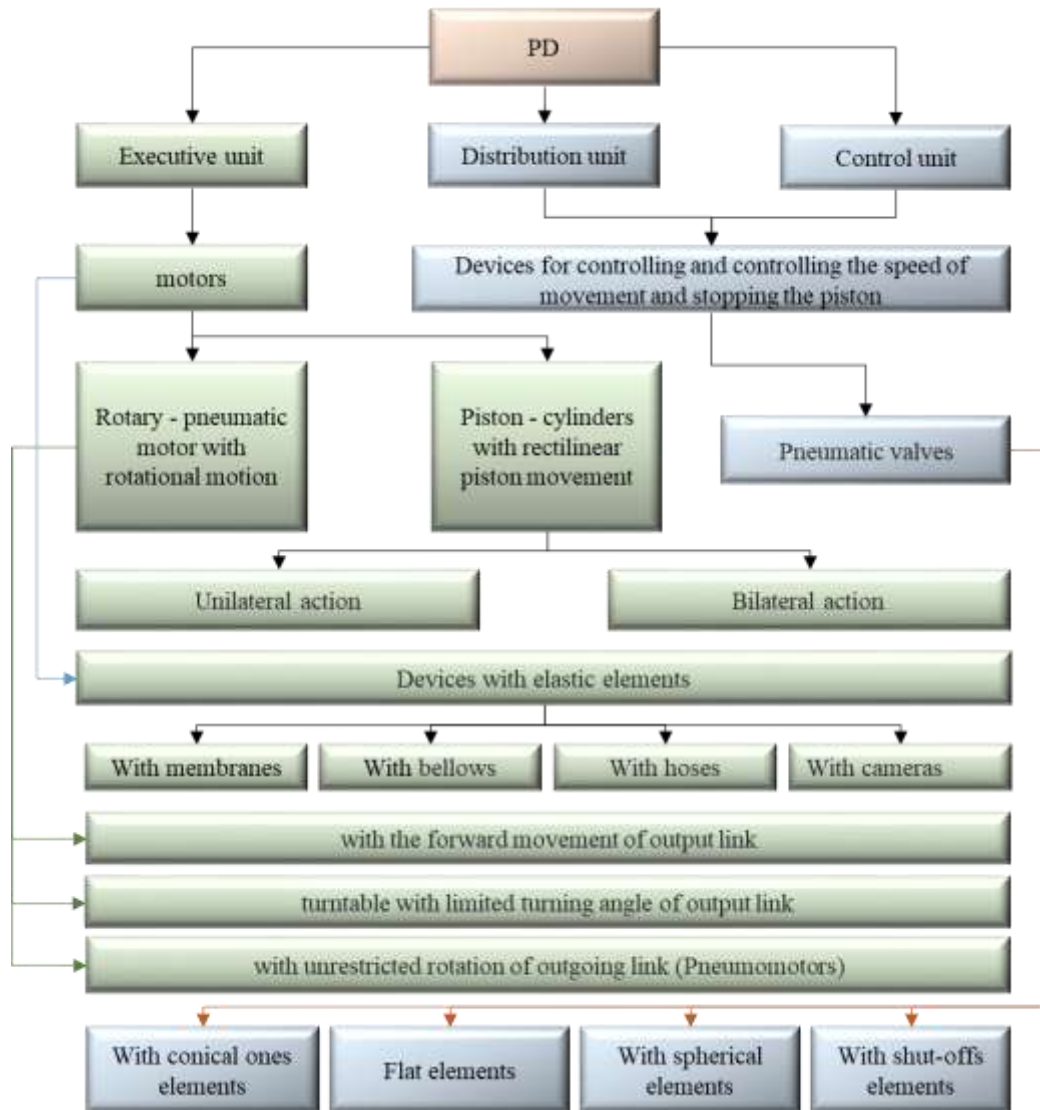 PD
Executive unit
Distribution unit
Control unit
motors
Devices for controlling and controlling the speed of
movement and stopping the piston
Rotary - pneumatic
motor with
rotational motion
Piston - cylinders
with rectilinear
piston movement
Pneumatic valves
Unilateral action
Bilateral action
Devices with elastic elements
With membranes
With bellows
With hoses
With cameras
with the forward movement of output link
turntable with limited turning angle of output link
with unrestricted rotation of outgoing link (Pneumomotors)
With conical ones
elements
Flat elements
With spherical
elements
With shut-offs
elements